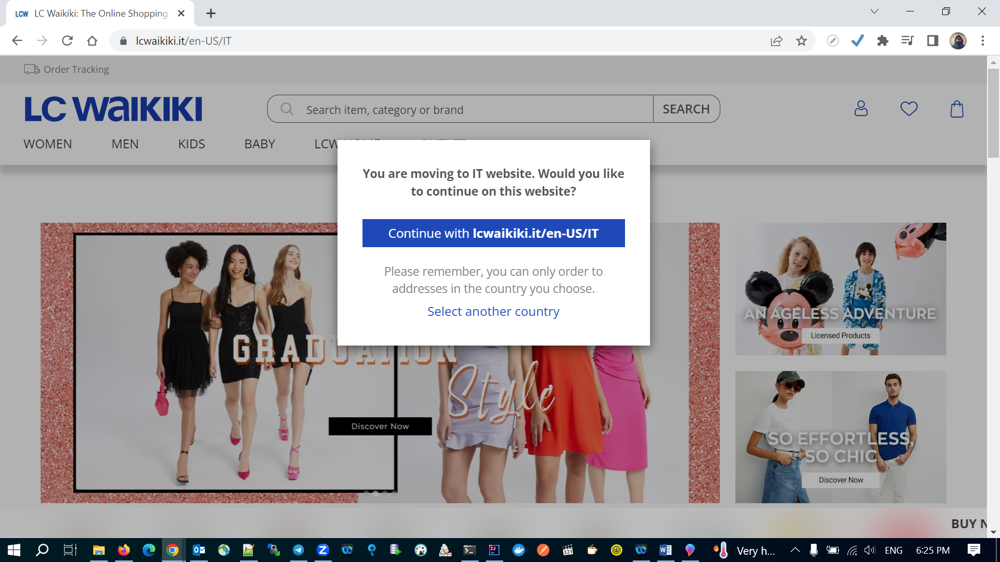 LCW LC Waikiki: The Online Shopping
lcwaikiki.it/en-US/IT
Order Tracking
LC WAIKIKI
Search item, category or brand
SEARCH
WOMEN MEN KIDS BABY LCW HOME OUTLET
You are moving to IT website. Would you like
to continue on this website?
Continue with lcwaikiki.it/en-US/IT
Please remember, you can only order to
addresses in the country you choose.
Select another country
GRADUATION
Style
Discover Now
AN AGELESS ADVENTURE
Licensed Products
SO EFFORTLESS,
SO CHIC
Discover Now
BUY N
Very h...
ENG
6:25 PM